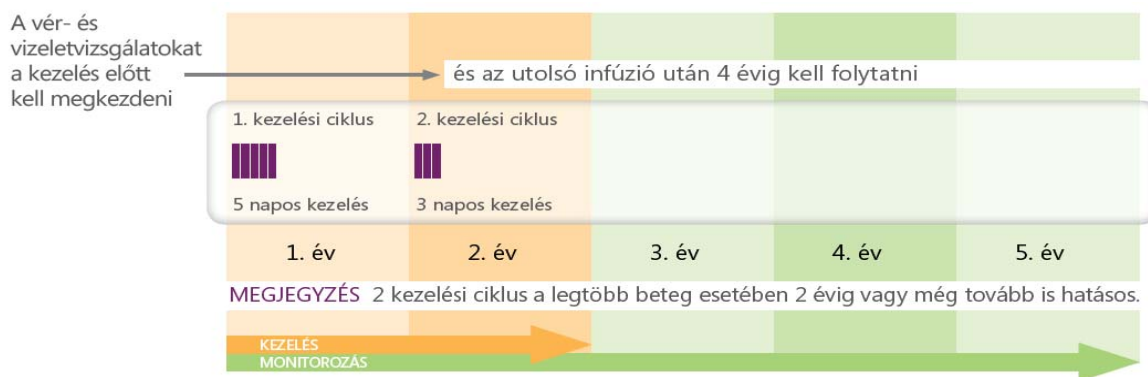 A vér- és
vizeletvizsgálatokat
a kezelés előtt
kell megkezdeni
és az utolsó infúzió után 4 évig kell folytatni
1. kezelési ciklus
2. kezelési ciklus
5 napos kezelés
3 napos kezelés
1. év
2. év
3. év
4. év
5. év
MEGJEGYZÉS 2 kezelési ciklus a legtöbb beteg esetében 2 évig vagy még tovább is hatásos.
KEZELÉS
MONITOROZÁS